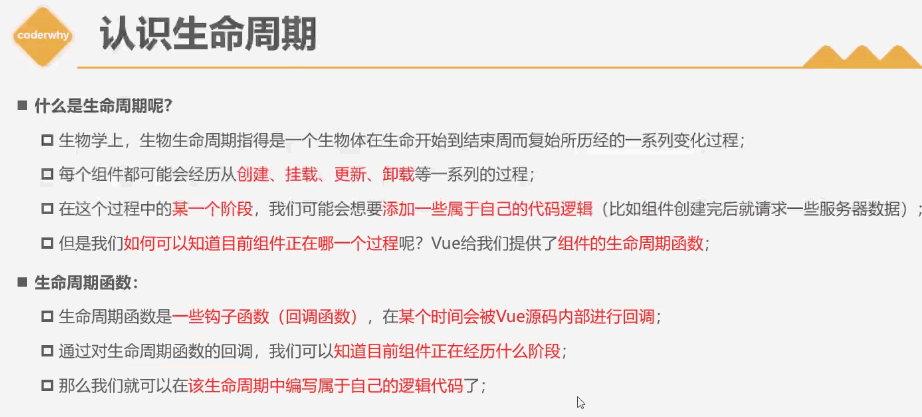 coderwhy
认识生命周期
什么是生命周期呢？
生物学上，生物生命周期指得是一个生物体在生命开始到结束周而复始所历经的一系列变化过程；
每个组件都可能会经历从创建、挂载、更新、卸载等一系列的过程；
在这个过程中的某一个阶段，我们可能会想要添加一些属于自己的代码逻辑（比如组件创建完后就请求一些服务器数据）；
但是我们如何可以知道目前组件正在哪一个过程呢？Vue给我们提供了组件的生命周期函数；
生命周期函数：
生命周期函数是一些钩子函数（回调函数），在某个时间会被Vue源码内部进行回调；
通过对生命周期函数的回调，我们可以知道目前组件正在经历什么阶段；
那么我们就可以在该生命周期中编写属于自己的逻辑代码了；